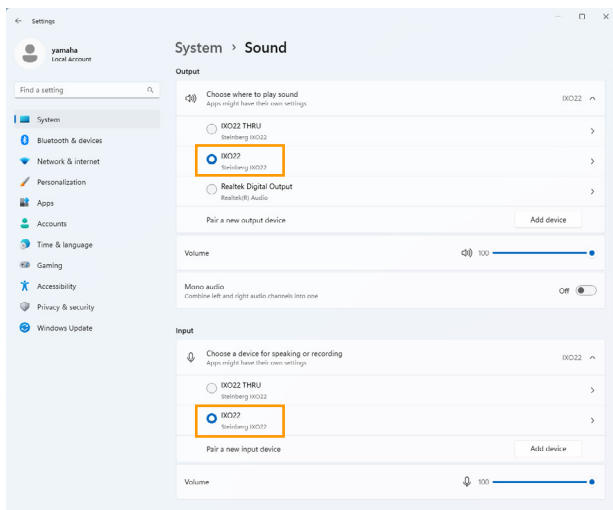 Settings
yamaha
Local Account
Find a setting
System
Bluetooth & devices
Network & internet
Personalization
Apps
Accounts
Time & language
Gaming
Accessibility
Privacy & security
Windows Update
System > Sound
Output
Choose where to play sound
Apps might have their own settings
IXO22
IXO22 THRU
Steinberg IXO22
IXO22
Steinberg IXO22
Realtek Digital Output
Realtek(R) Audio
Pair a new output device
Add device
Volume
100
Mono audio
Combine left and right audio channels into one
Off
Input
Choose a device for speaking or recording
Apps might have their own settings
IXO22
IXO22 THRU
Steinberg IXO22
IXO22
Steinberg IXO22
Pair a new input device
Add device
Volume
100